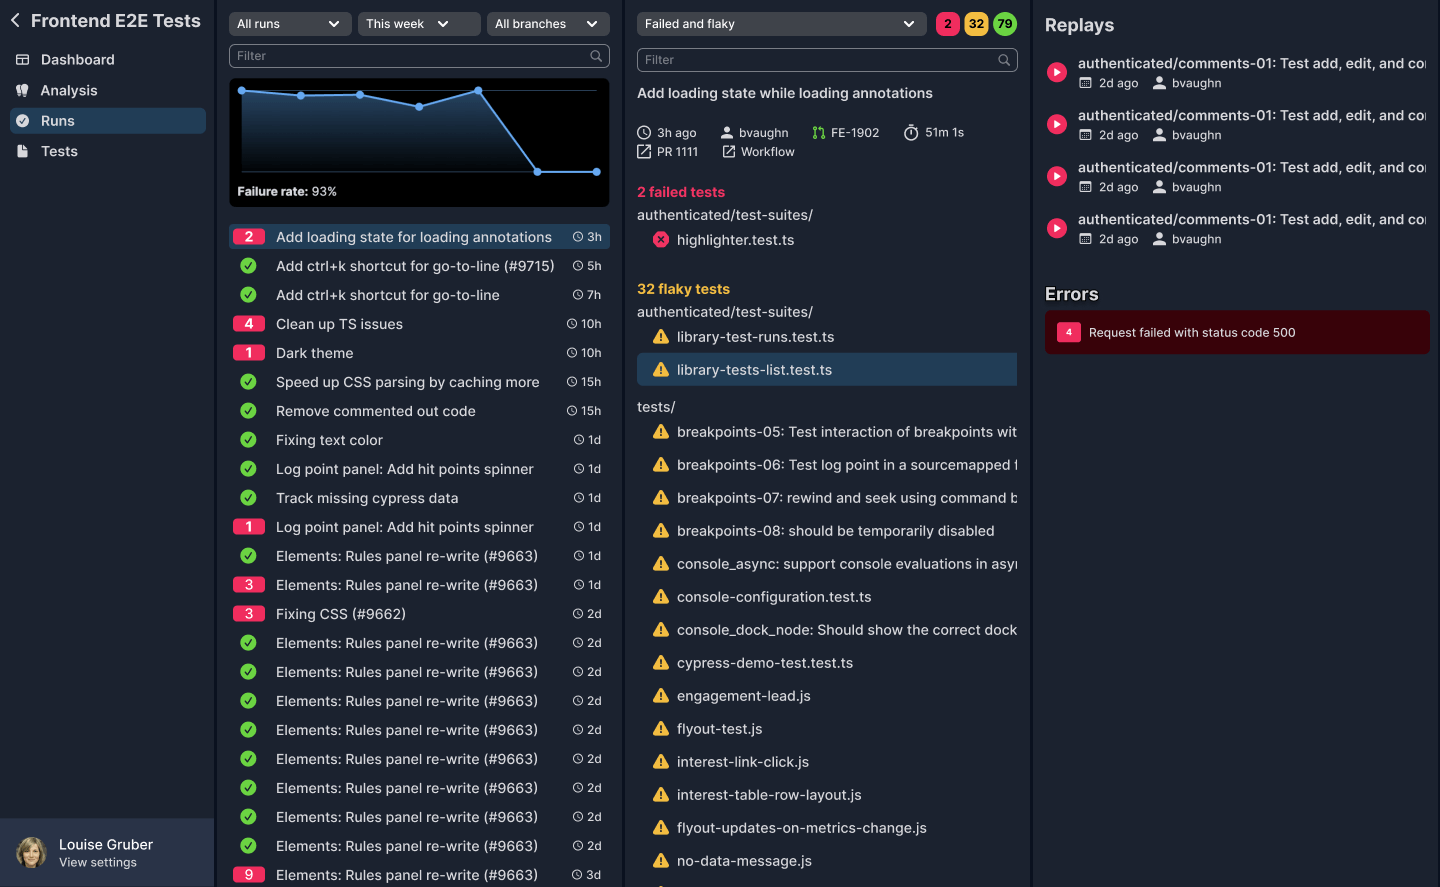 Frontend E2E Tests
Dashboard
Analysis
Runs
Tests
Louise Gruber
View settings
All runs
This week
All branches
Filter
Failure rate: 93%
2 Add loading state for loading annotations 3h
Add ctrl+k shortcut for go-to-line (#9715) 5h
Add ctrl+k shortcut for go-to-line 7h
4 Clean up TS issues 10h
1 Dark theme 10h
Speed up CSS parsing by caching more 15h
Remove commented out code 15h
Fixing text color 1d
Log point panel: Add hit points spinner 1d
Track missing cypress data 1d
1 Log point panel: Add hit points spinner 1d
Elements: Rules panel re-write (#9663) 1d
3 Elements: Rules panel re-write (#9663) 1d
3 Fixing CSS (#9662) 2d
Elements: Rules panel re-write (#9663) 2d
Elements: Rules panel re-write (#9663) 2d
Elements: Rules panel re-write (#9663) 2d
Elements: Rules panel re-write (#9663) 2d
Elements: Rules panel re-write (#9663) 2d
Elements: Rules panel re-write (#9663) 2d
Elements: Rules panel re-write (#9663) 2d
Elements: Rules panel re-write (#9663) 2d
9 Elements: Rules panel re-write (#9663) 3d
Failed and flaky
2 32 79
Filter
Add loading state while loading annotations
3h ago bvaughn FE-1902 51m 1s
PR 1111 Workflow
2 failed tests
authenticated/test-suites/
highlighter.test.ts
32 flaky tests
authenticated/test-suites/
library-test-runs.test.ts
library-tests-list.test.ts
tests/
breakpoints-05: Test interaction of breakpoints wit
breakpoints-06: Test log point in a sourcemapped f
breakpoints-07: rewind and seek using command b
breakpoints-08: should be temporarily disabled
console_async: support console evaluations in asyn
console-configuration.test.ts
console_dock_node: Should show the correct dock
cypress-demo-test.test.ts
engagement-lead.js
flyout-test.js
interest-link-click.js
interest-table-row-layout.js
flyout-updates-on-metrics-change.js
no-data-message.js
Replays
authenticated/comments-01: Test add, edit, and co
2d ago bvaughn
authenticated/comments-01: Test add, edit, and co
2d ago bvaughn
authenticated/comments-01: Test add, edit, and co
2d ago bvaughn
authenticated/comments-01: Test add, edit, and co
2d ago bvaughn
Errors
4 Request failed with status code 500